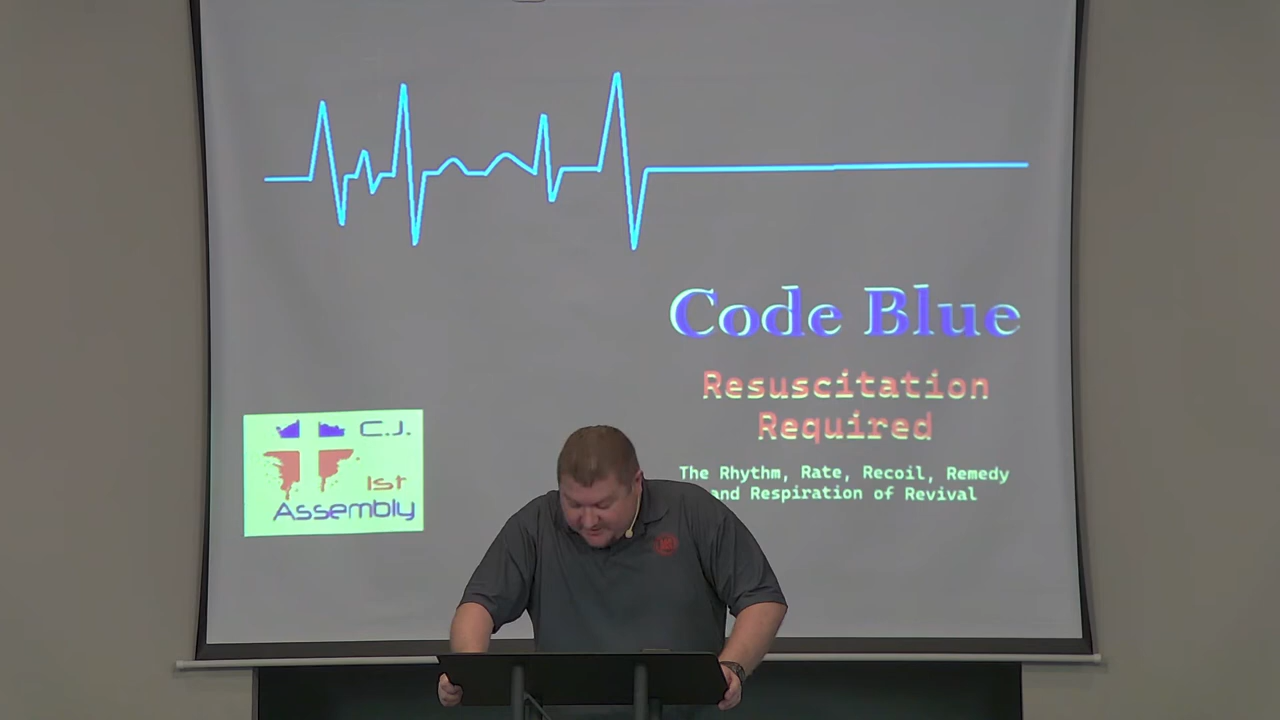 Code Blue
Resuscitation
Required
The Rhythm, Rate, Recoil, Remedy
and Respiration of Revival
C.J.
1st
Assembly